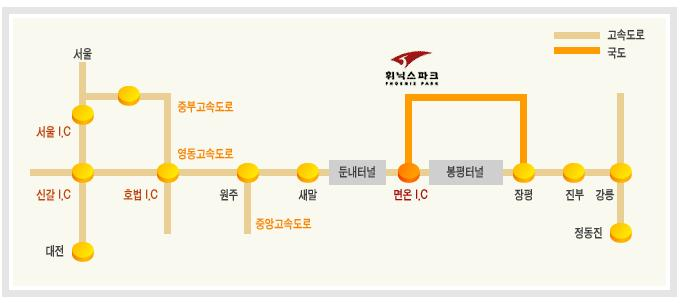 서울
휘닉스파크
PHOENIX PARK
고속도로
국도
중부고속도로
서울 I,C
영동고속도로
둔내터널
봉평터널
신갈 I,C
호법 I,C
원주
새말
면온 I,C
장평
진부
강릉
중앙고속도로
정동진
대전